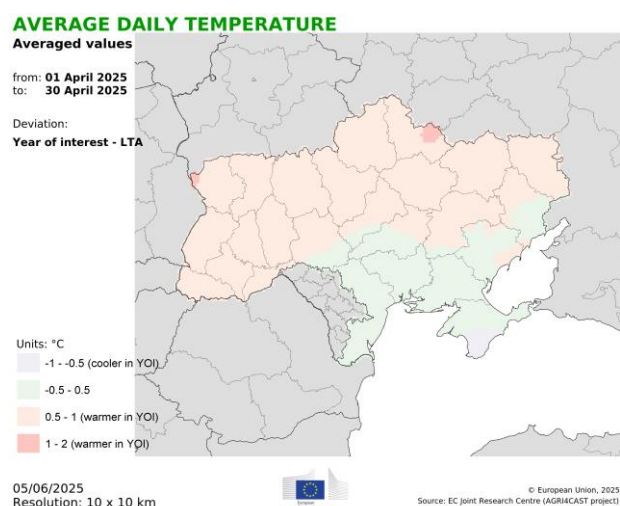 AVERAGE DAILY TEMPERATURE
Averaged values
from: 01 April 2025
to: 30 April 2025
Deviation:
Year of interest - LTA
Units: °C
-1 - -0.5 (cooler in YOI)
-0.5 - 0.5
0.5 - 1 (warmer in YOI)
1 - 2 (warmer in YOI)
05/06/2025
Resolution: 10 x 10 km
European
© European Union, 2025
Source: EC Joint Research Centre (AGRI4CAST project)